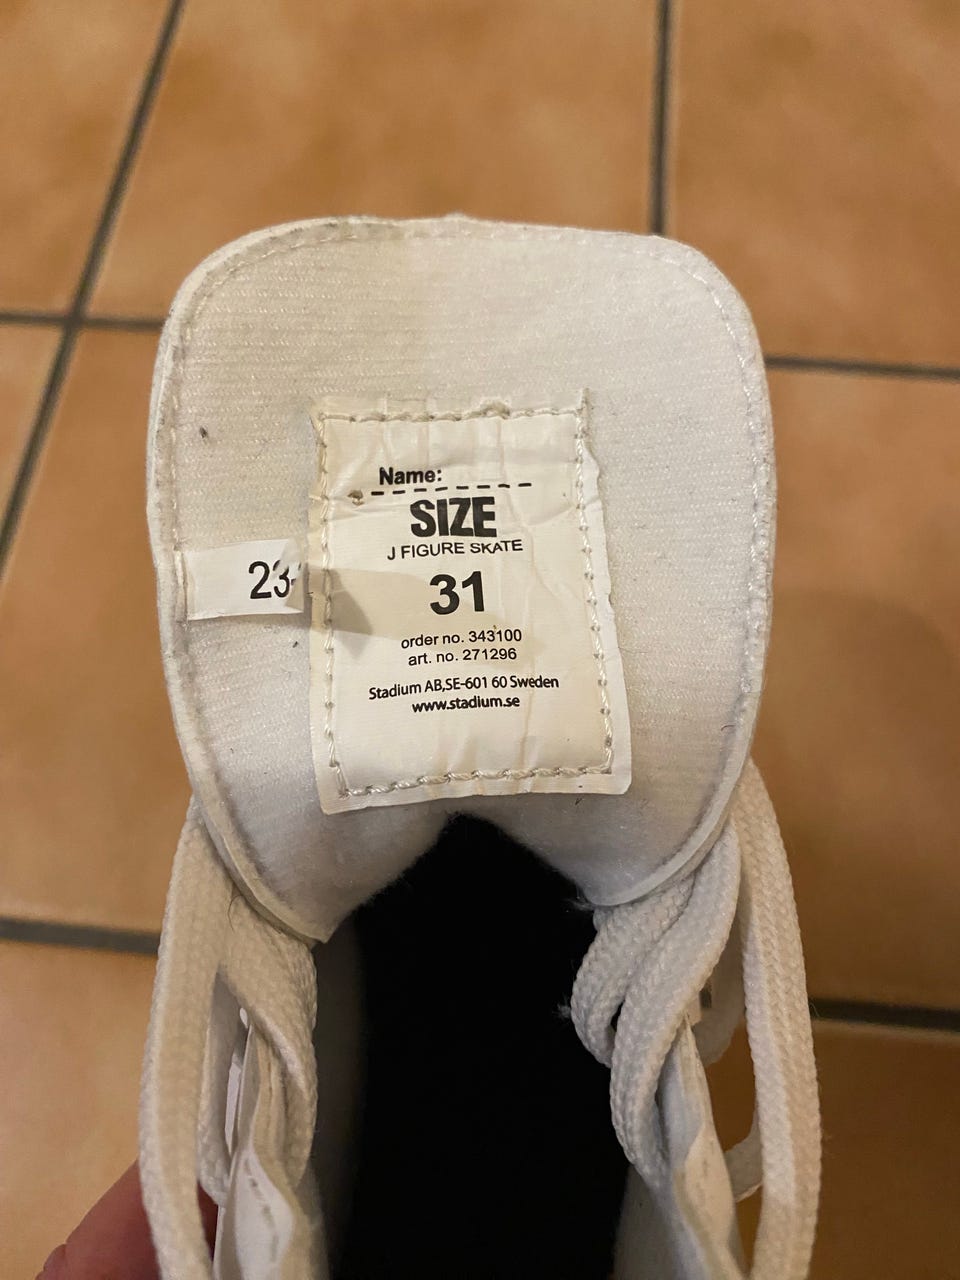 Name:
SIZE
J FIGURE SKATE
23-
31
order no. 343100
art. no. 271296
Stadium AB,SE-601 60 Sweden
www.stadium.se